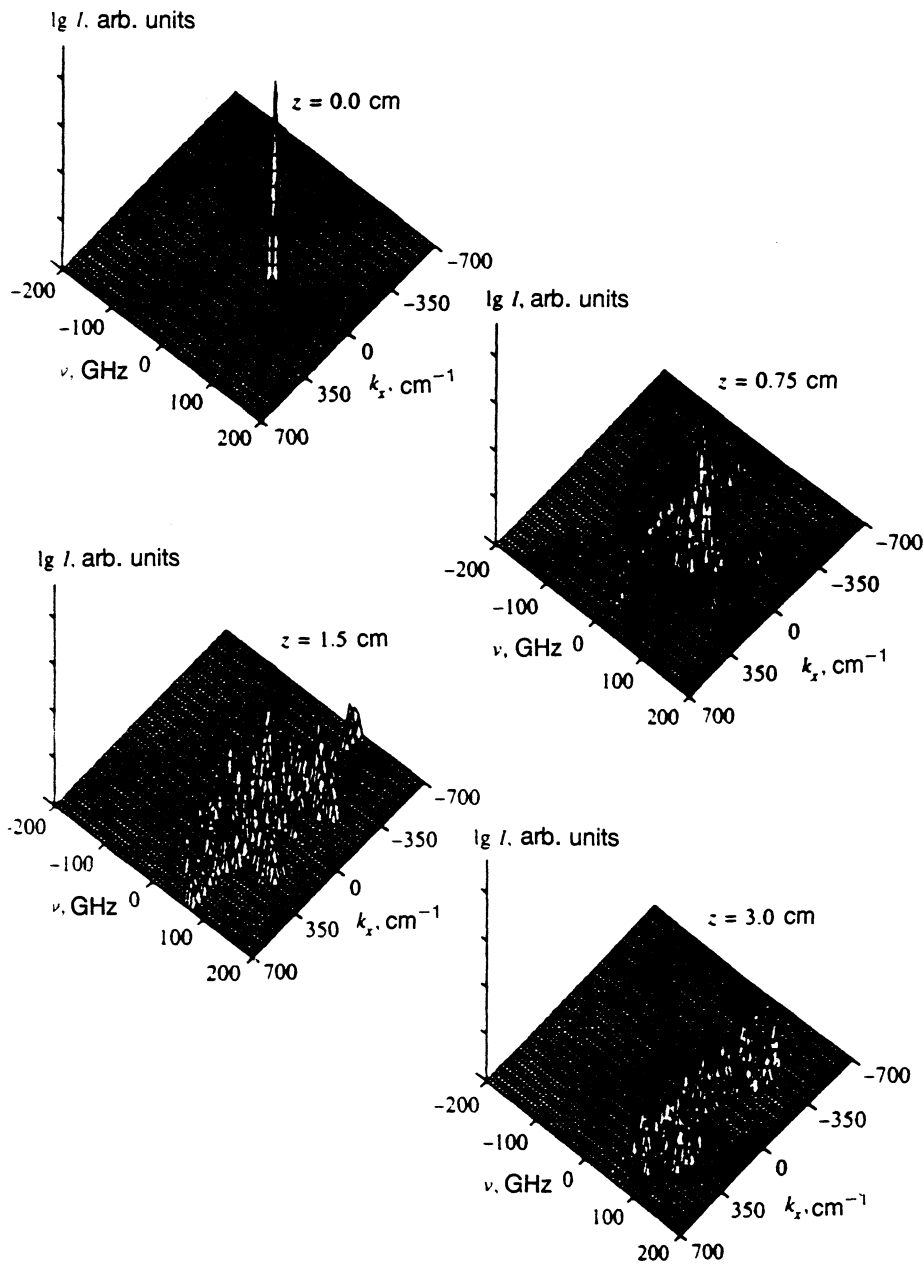 lg I, arb. units
z = 0.0 cm
-200
-100
ν, GHz 0
100
200
700
350 kₓ, cm⁻¹
0
-350
-700
lg I, arb. units
z = 0.75 cm
-200
-100
ν, GHz 0
100
200
700
350 kₓ, cm⁻¹
0
-350
-700
lg I, arb. units
z = 1.5 cm
-200
-100
ν, GHz 0
100
200
700
350 kₓ, cm⁻¹
0
-350
-700
lg I, arb. units
z = 3.0 cm
-200
-100
ν, GHz 0
100
200
700
350 kₓ, cm⁻¹
0
-350
-700